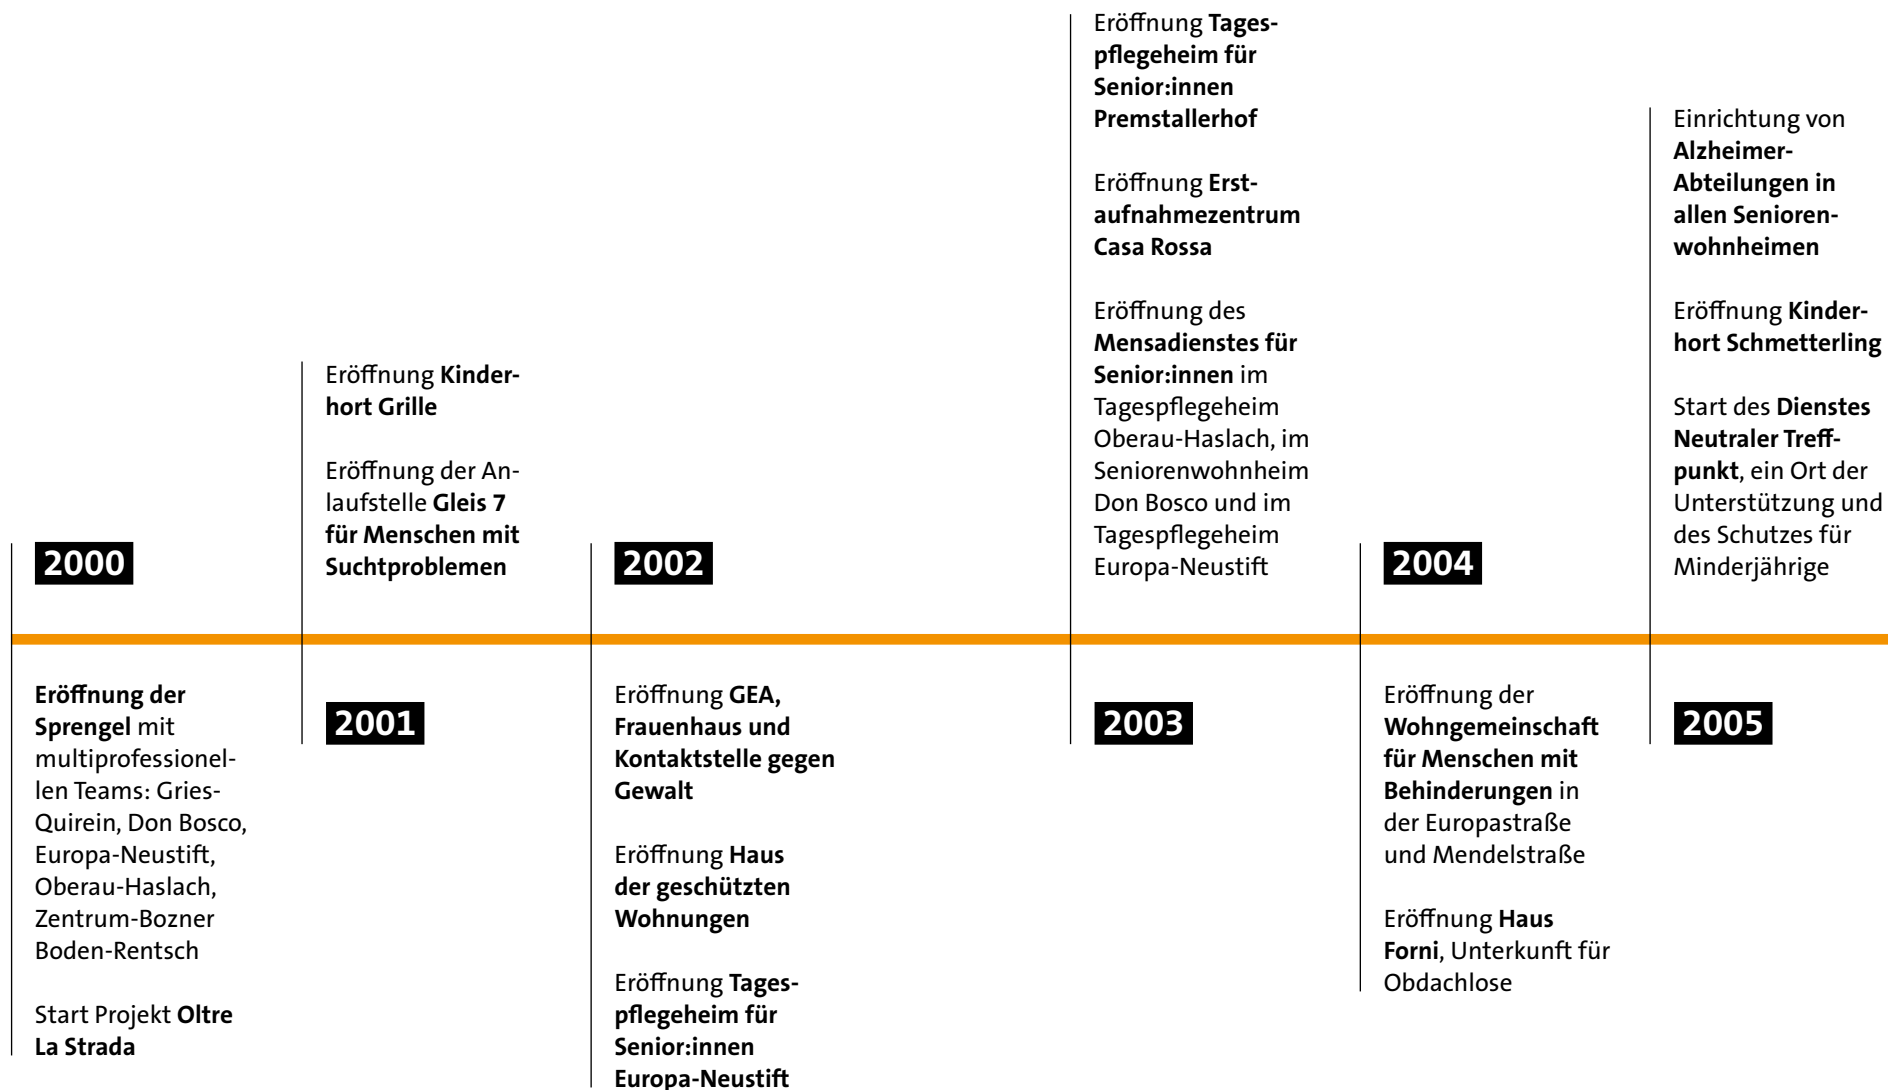 2000
Eröffnung der
Sprengel mit
multiprofessionel-
len Teams: Gries-
Quirein, Don Bosco,
Europa-Neustift,
Oberau-Haslach,
Zentrum-Bozner
Boden-Rentsch
Start Projekt Oltre
La Strada
Eröffnung Kinder-
hort Grille
Eröffnung der An-
laufstelle Gleis 7
für Menschen mit
Suchtproblemen
2001
2002
Eröffnung GEA,
Frauenhaus und
Kontaktstelle gegen
Gewalt
Eröffnung Haus
der geschützten
Wohnungen
Eröffnung Tages-
pflegeheim für
Senior:innen
Europa-Neustift
Eröffnung Tages-
pflegeheim für
Senior:innen
Premstallerhof
Eröffnung Erst-
aufnahmezentrum
Casa Rossa
Eröffnung des
Mensadienstes für
Senior:innen im
Tagespflegeheim
Oberau-Haslach, im
Seniorenwohnheim
Don Bosco und im
Tagespflegeheim
Europa-Neustift
2003
2004
Eröffnung der
Wohngemeinschaft
für Menschen mit
Behinderungen in
der Europastraße
und Mendelstraße
Eröffnung Haus
Forni, Unterkunft für
Obdachlose
Einrichtung von
Alzheimer-
Abteilungen in
allen Senioren-
wohnheimen
Eröffnung Kinder-
hort Schmetterling
Start des Dienstes
Neutraler Treff-
punkt, ein Ort der
Unterstützung und
des Schutzes für
Minderjährige
2005